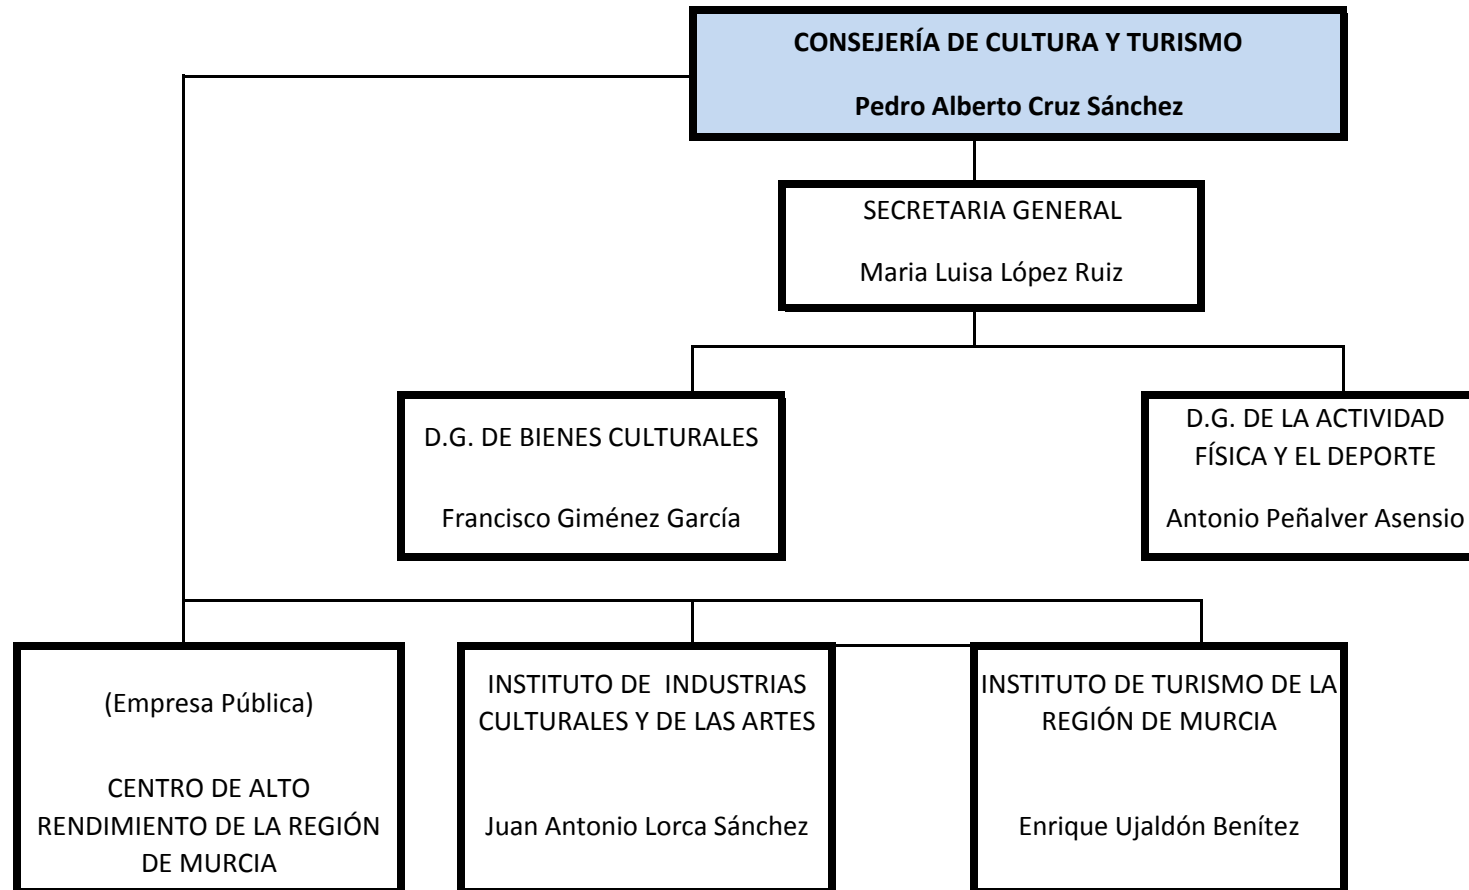 CONSEJERÍA DE CULTURA Y TURISMO
Pedro Alberto Cruz Sánchez
SECRETARIA GENERAL
Maria Luisa López Ruiz
D.G. DE BIENES CULTURALES
Francisco Giménez García
D.G. DE LA ACTIVIDAD
FÍSICA Y EL DEPORTE
Antonio Peñalver Asensio
(Empresa Pública)
CENTRO DE ALTO
RENDIMIENTO DE LA REGIÓN
DE MURCIA
INSTITUTO DE INDUSTRIAS
CULTURALES Y DE LAS ARTES
Juan Antonio Lorca Sánchez
INSTITUTO DE TURISMO DE LA
REGIÓN DE MURCIA
Enrique Ujaldón Benítez